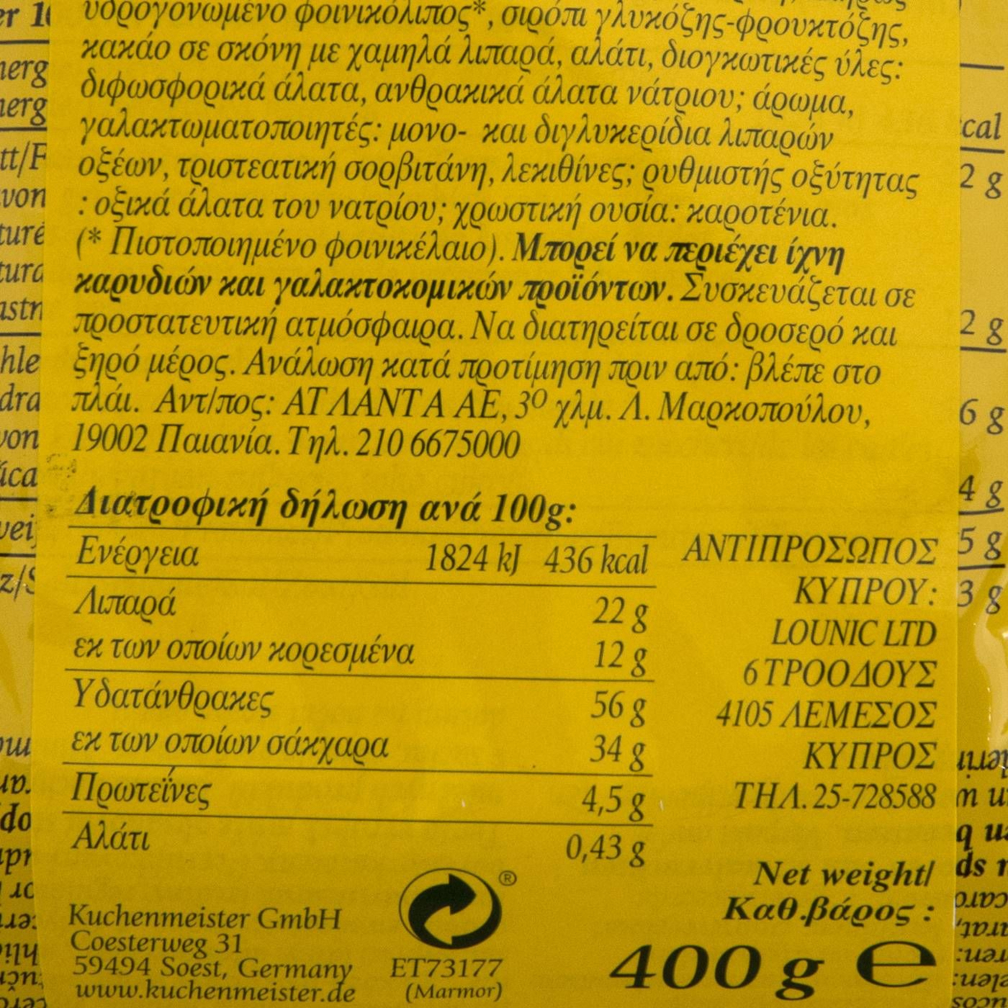 υδρογονωμένο φοινικόλιπος*, σιρόπι γλυκόζης-φρουκτόζης,
κακάο σε σκόνη με χαμηλά λιπαρά, αλάτι, διογκωτικές ύλες:
διφωσφορικά άλατα, ανθρακικά άλατα νάτριου; άρωμα,
γαλακτωματοποιητές: μονο- και διγλυκερίδια λιπαρών
οξέων, τριστεατική σορβιτάνη, λεκιθίνες; ρυθμιστής οξύτητας
: οξικά άλατα του νατρίου; χρωστική ουσία: καροτένια.
(* Πιστοποιημένο φοινικέλαιο). Μπορεί να περιέχει ίχνη
καρυδιών και γαλακτοκομικών προϊόντων. Συσκευάζεται σε
προστατευτική ατμόσφαιρα. Να διατηρείται σε δροσερό και
ξηρό μέρος. Ανάλωση κατά προτίμηση πριν από: βλέπε στο
πλάι. Αντ/πος: ΑΤΛΑΝΤΑ ΑΕ, 3Ο χλμ. Λ. Μαρκοπούλου,
19002 Παιανία. Τηλ. 210 6675000
Διατροφική δήλωση ανά 100g:
Ενέργεια 1824 kJ 436 kcal
Λιπαρά 22 g
εκ των οποίων κορεσμένα 12 g
Υδατάνθρακες 56 g
εκ των οποίων σάκχαρα 34 g
Πρωτεΐνες 4,5 g
Αλάτι 0,43 g
ΑΝΤΙΠΡΟΣΩΠΟΣ
ΚΥΠΡΟΥ:
LOUNIC LTD
6 ΤΡΟΟΔΟΥΣ
4105 ΛΕΜΕΣΟΣ
ΚΥΠΡΟΣ
ΤΗΛ. 25-728588
Net weight/
Καθ.βάρος :
400 g e
Kuchenmeister GmbH
Coesterweg 31
59494 Soest, Germany
www.kuchenmeister.de
®
ET73177
(Marmor)
cal
2 g
2 g
6 g
4 g
5 g
3 g